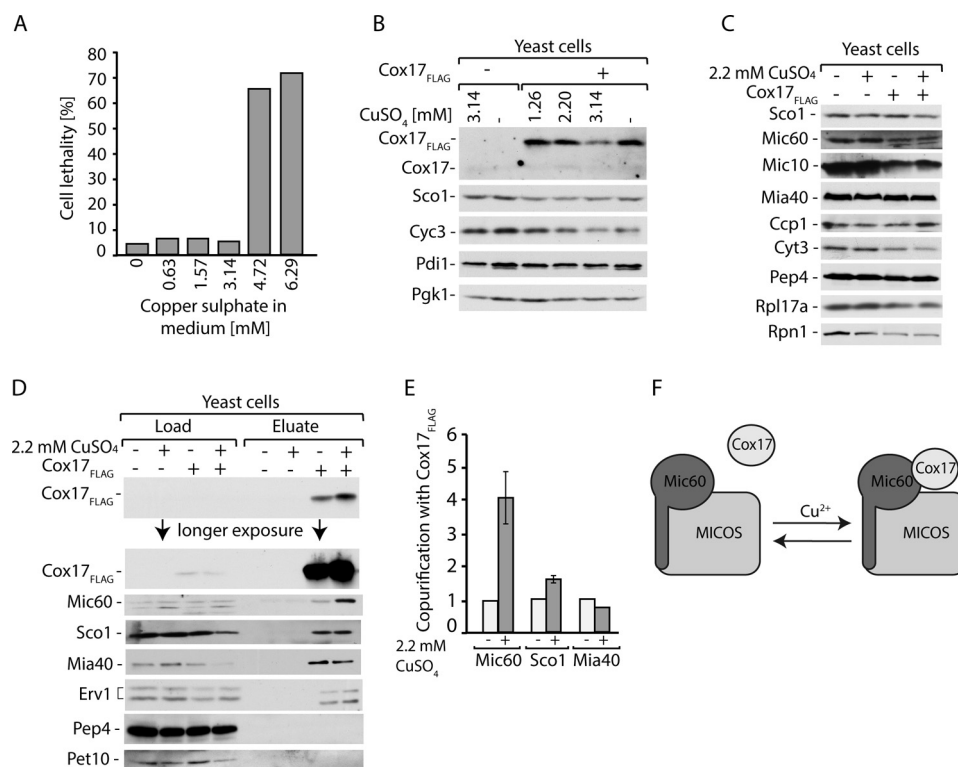 A
Cell lethality [%]
80
70
60
50
40
30
20
10
0
0 0.63 1.57 3.14 4.72 6.29
Copper sulphate in
medium [mM]
B
Yeast cells
Cox17FLAG - +
CuSO4 [mM] 3.14 - 1.26 2.20 3.14 -
Cox17FLAG -
Cox17 -
Sco1 -
Cyc3 -
Pdi1 -
Pgk1 -
C
Yeast cells
2.2 mM CuSO4 - + - +
Cox17FLAG - - + +
Sco1 -
Mic60 -
Mic10 -
Mia40 -
Ccp1 -
Cyt3 -
Pep4 -
Rpl17a -
Rpn1 -
D
Yeast cells
Load Eluate
2.2 mM CuSO4 - + - + - + - +
Cox17FLAG - - + + - - + +
Cox17FLAG -
longer exposure
Cox17FLAG -
Mic60 -
Sco1 -
Mia40 -
Erv1
Pep4 -
Pet10 -
E
Copurification with Cox17FLAG
6
5
4
3
2
1
0
2.2 mM CuSO4 - + - + - +
Mic60 Sco1 Mia40
F
Cox17
Mic60
MICOS
Cu2+
Cox17
Mic60
MICOS